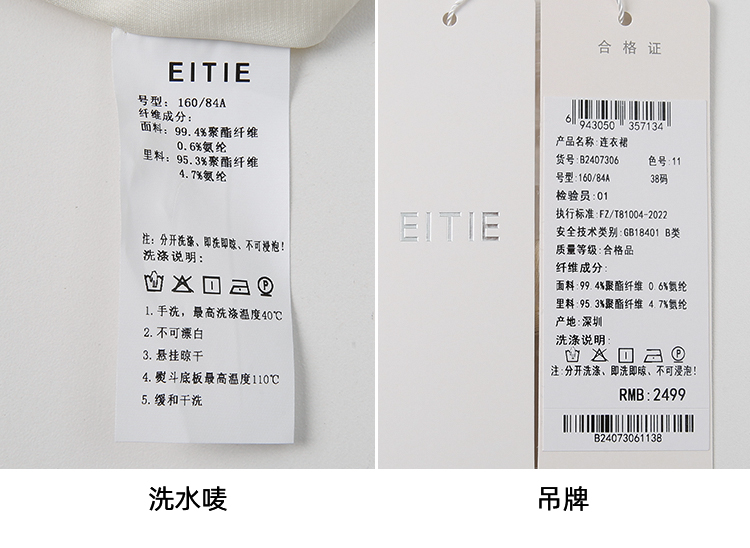 EITIE
号型: 160/84A
纤维成分:
面料: 99.4%聚酯纤维
0.6%氨纶
里料: 95.3%聚酯纤维
4.7%氨纶
注: 分开洗涤、即洗即晾、不可浸泡!
洗涤说明:
1.手洗, 最高洗涤温度40℃
2.不可漂白
3.悬挂晾干
4.熨斗底板最高温度110℃
5.缓和干洗
洗水唛
EITIE
合格证
6 943050 357134
产品名称:连衣裙
货号:B2407306 色号:11
号型:160/84A 38码
检验员:01
执行标准:FZ/T81004-2022
安全技术类别:GB18401 B类
质量等级:合格品
纤维成分:
面料:99.4%聚酯纤维 0.6%氨纶
里料:95.3%聚酯纤维 4.7%氨纶
产地:深圳
洗涤说明:
注:分开洗涤、即洗即晾、不可浸泡!
RMB:2499
B24073061138
吊牌